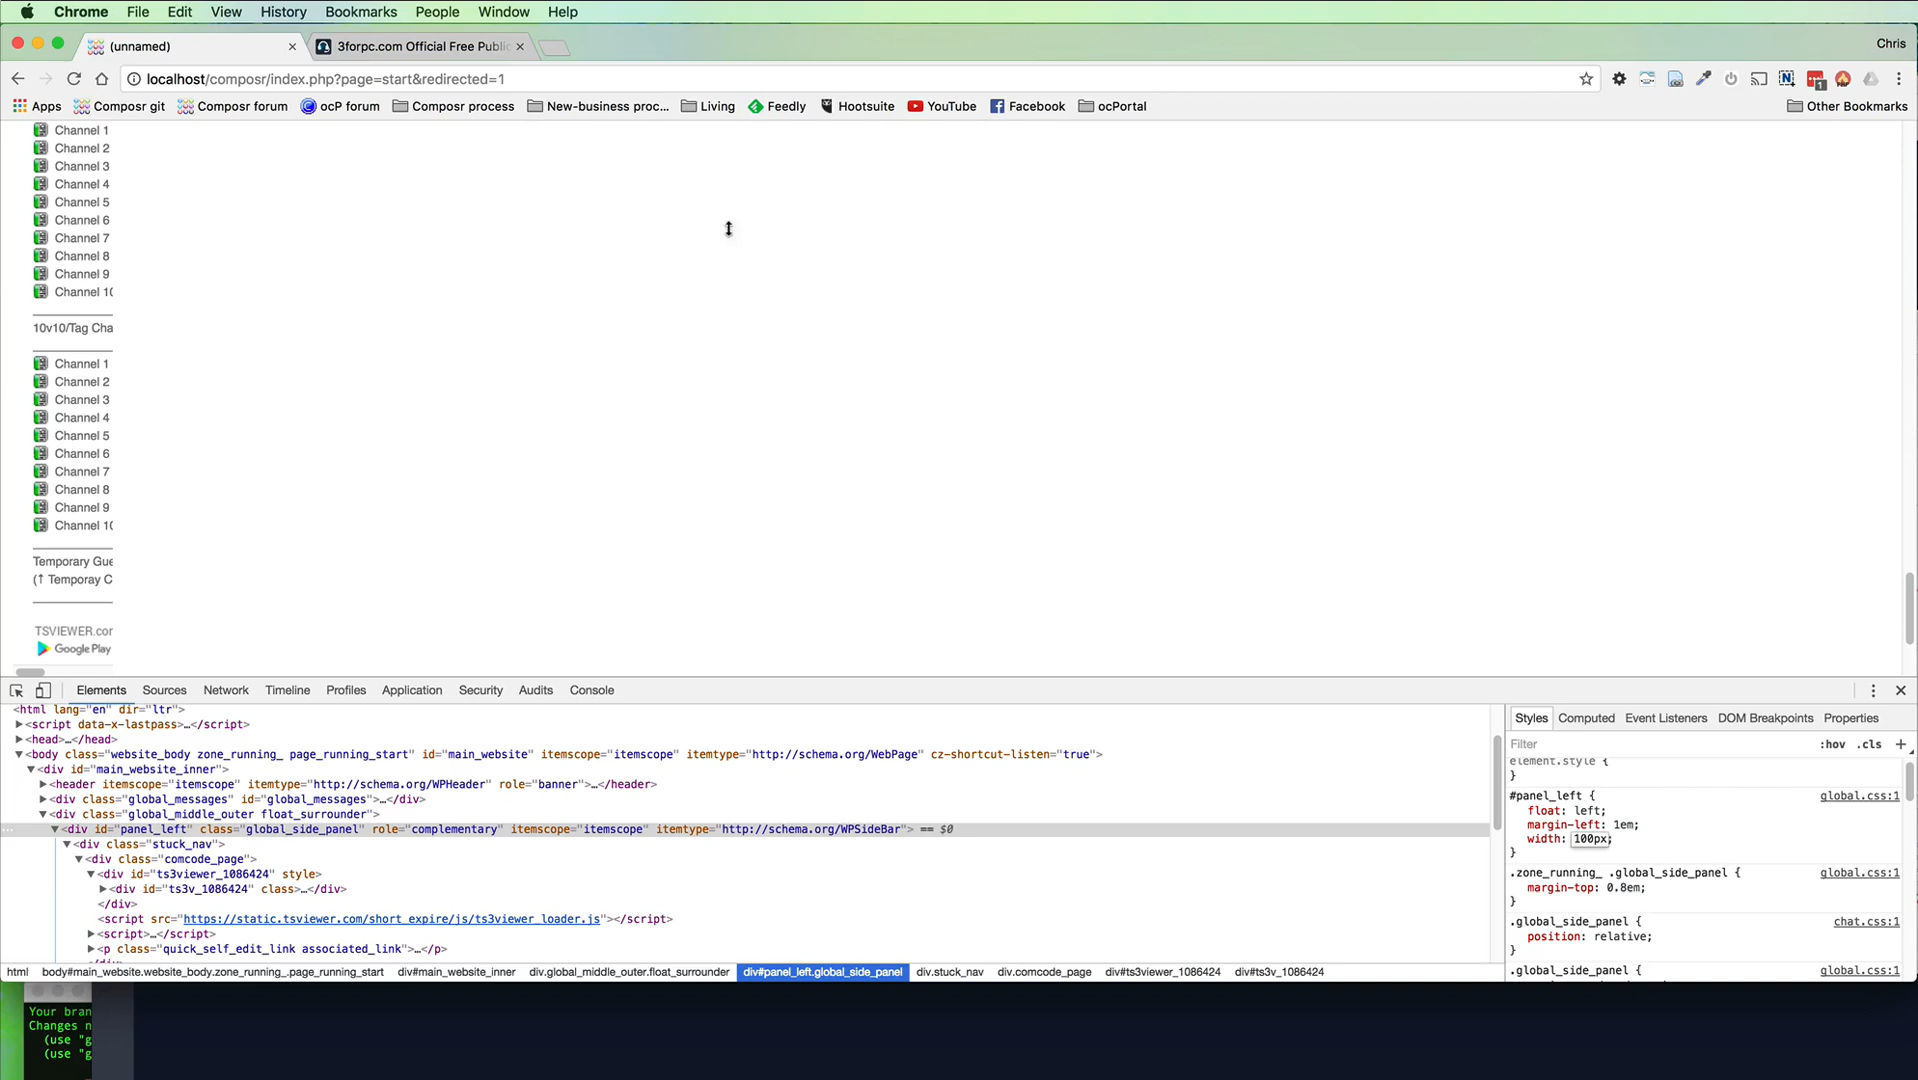 Chrome File Edit View History Bookmarks People Window Help
(unnamed) 3forpc.com Official Free Public
Chris
localhost/composr/index.php?page=start&redirected=1
Apps Composr git Composr forum ocP forum Composr process New-business proc... Living Feedly Hootsuite YouTube Facebook ocPortal Other Bookmarks
Channel 1
Channel 2
Channel 3
Channel 4
Channel 5
Channel 6
Channel 7
Channel 8
Channel 9
Channel 10
10v10/Tag Cha
Channel 1
Channel 2
Channel 3
Channel 4
Channel 5
Channel 6
Channel 7
Channel 8
Channel 9
Channel 10
Temporary Gue
(↑ Temporay C
TSVIEWER.cor
Google Play
Elements Sources Network Timeline Profiles Application Security Audits Console
<html lang="en" dir="ltr">
<script data-x-lastpass>…</script>
<head>…</head>
<body class="website_body zone_running_ page_running_start" id="main_website" itemscope="itemscope" itemtype="http://schema.org/WebPage" cz-shortcut-listen="true">
<div id="main_website_inner">
<header itemscope="itemscope" itemtype="http://schema.org/WPHeader" role="banner">…</header>
<div class="global_messages" id="global_messages">…</div>
<div class="global_middle_outer float_surrounder">
<div id="panel_left" class="global_side_panel" role="complementary" itemscope="itemscope" itemtype="http://schema.org/WPSideBar"> == $0
<div class="stuck_nav">
<div class="comcode_page">
<div id="ts3viewer_1086424" style>
<div id="ts3v_1086424" class>…</div>
</div>
<script src="https://static.tsviewer.com/short_expire/js/ts3viewer_loader.js"></script>
<script>…</script>
<p class="quick_self_edit_link associated_link">…</p>
html body#main_website.website_body.zone_running_.page_running_start div#main_website_inner div.global_middle_outer.float_surrounder div#panel_left.global_side_panel div.stuck_nav div.comcode_page div#ts3viewer_1086424 div#ts3v_1086424
Styles Computed Event Listeners DOM Breakpoints Properties
Filter :hov .cls +
element.style {
}
#panel_left { global.css:1
float: left;
margin-left: 1em;
width: 100px;
}
.zone_running_ .global_side_panel { global.css:1
margin-top: 0.8em;
}
.global_side_panel { chat.css:1
position: relative;
}
.global_side_panel { global.css:1
Your bran
Changes n
(use "g
(use "g